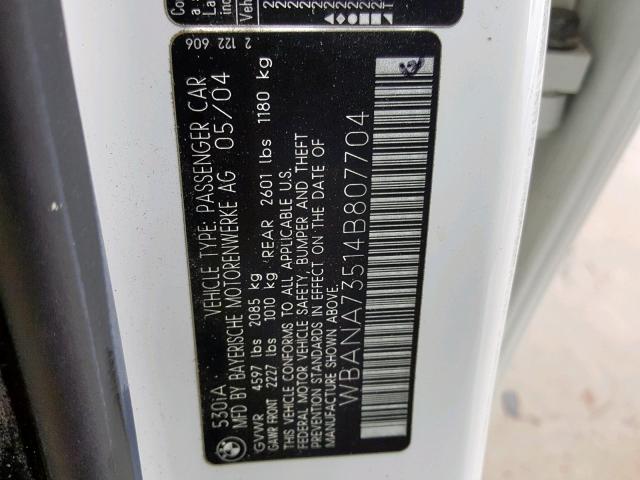 2 122 606
530iA VEHICLE TYPE: PASSENGER CAR
MFD BY BAYERISCHE MOTORENWERKE AG 05/04
GVWR 4597 lbs 2085 kg
GAWR FRONT 2227 lbs 1010 kg REAR 2601 lbs 1180 kg
THIS VEHICLE CONFORMS TO ALL APPLICABLE U.S.
FEDERAL MOTOR VEHICLE SAFETY, BUMPER AND THEFT
PREVENTION STANDARDS IN EFFECT ON THE DATE OF
MANUFACTURE SHOWN ABOVE.
WBANA73514B807704